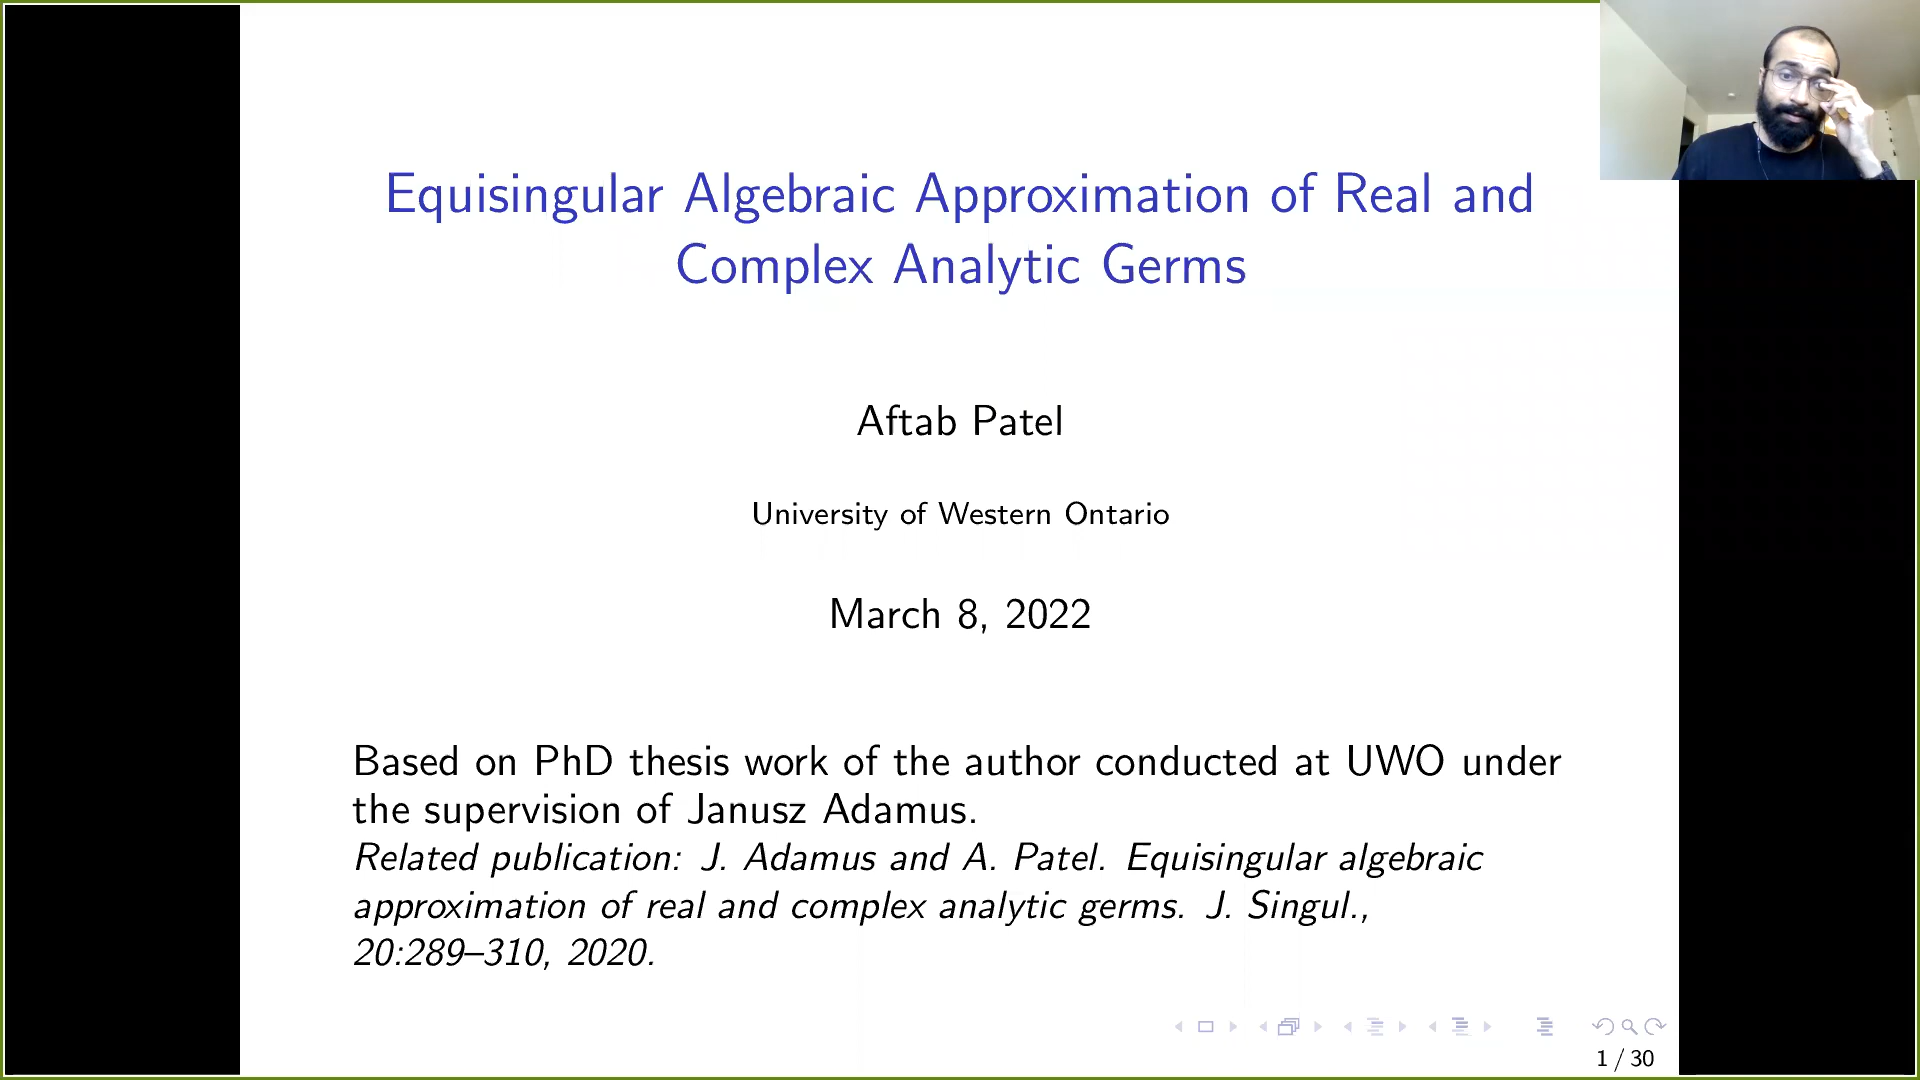 Equisingular Algebraic Approximation of Real and
Complex Analytic Germs
Aftab Patel
University of Western Ontario
March 8, 2022
Based on PhD thesis work of the author conducted at UWO under
the supervision of Janusz Adamus.
Related publication: J. Adamus and A. Patel. Equisingular algebraic
approximation of real and complex analytic germs. J. Singul.,
20:289–310, 2020.
1 / 30